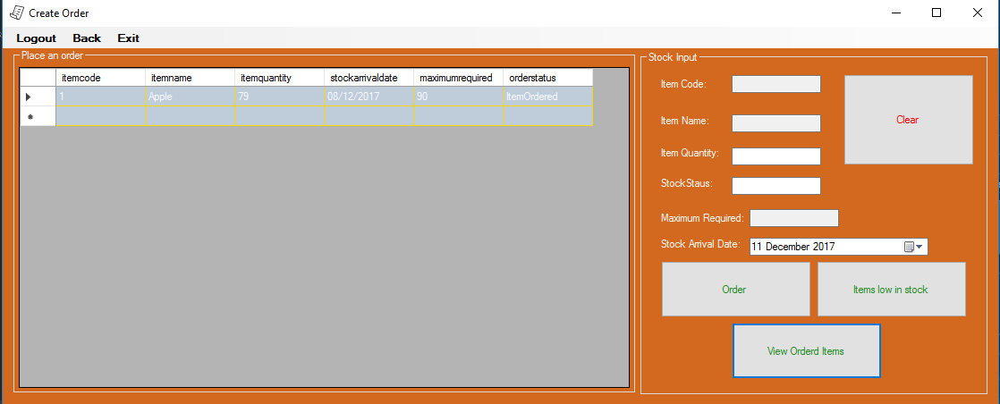 Create Order
Logout Back Exit
Place an order
itemcode itemname itemquantity stockarrivaldate maximumrequired orderstatus
1 Apple 79 08/12/2017 90 ItemOrdered
Stock Input
Item Code:
Clear
Item Name:
Item Quantity:
StockStaus:
Maximum Required:
Stock Arrival Date: 11 December 2017
Order Items low in stock
View Orderd Items